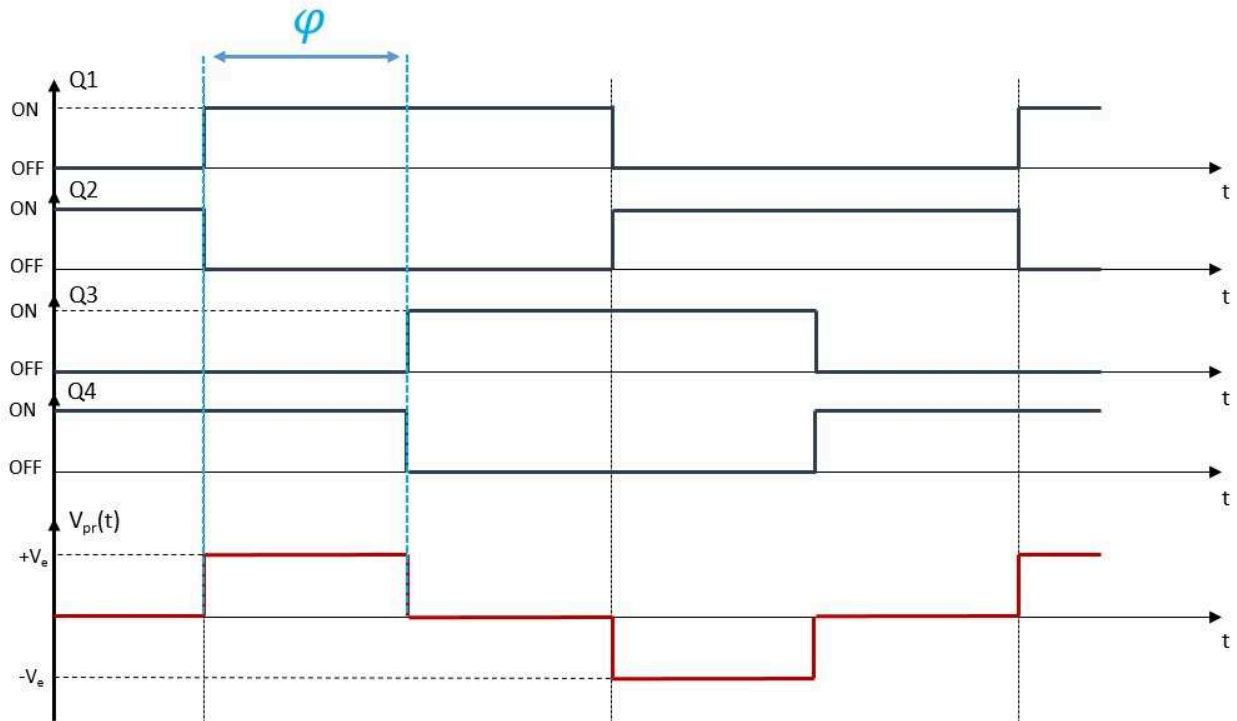 φ
Q1
ON
OFF
t
Q2
ON
OFF
t
Q3
ON
OFF
t
Q4
ON
OFF
t
Vpr(t)
+Ve
t
-Ve